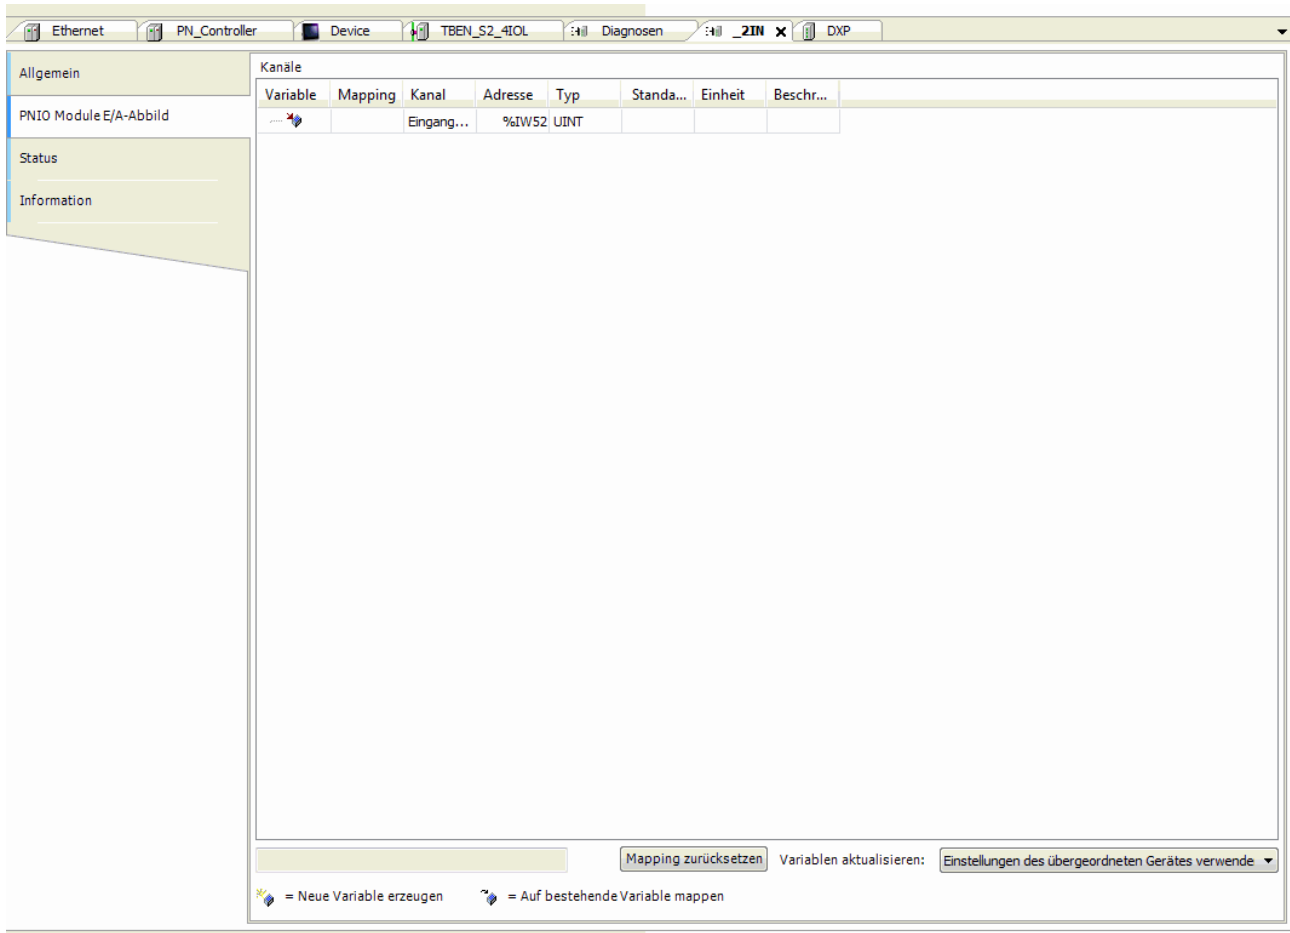 Ethernet PN_Controller Device TBEN_S2_4IOL Diagnosen _2IN DXP
Allgemein
PNIO Module E/A-Abbild
Status
Information
Kanäle
Variable Mapping Kanal Adresse Typ Standa... Einheit Beschr...
Eingang... %IW52 UINT
Mapping zurücksetzen Variablen aktualisieren: Einstellungen des übergeordneten Gerätes verwende
= Neue Variable erzeugen = Auf bestehende Variable mappen